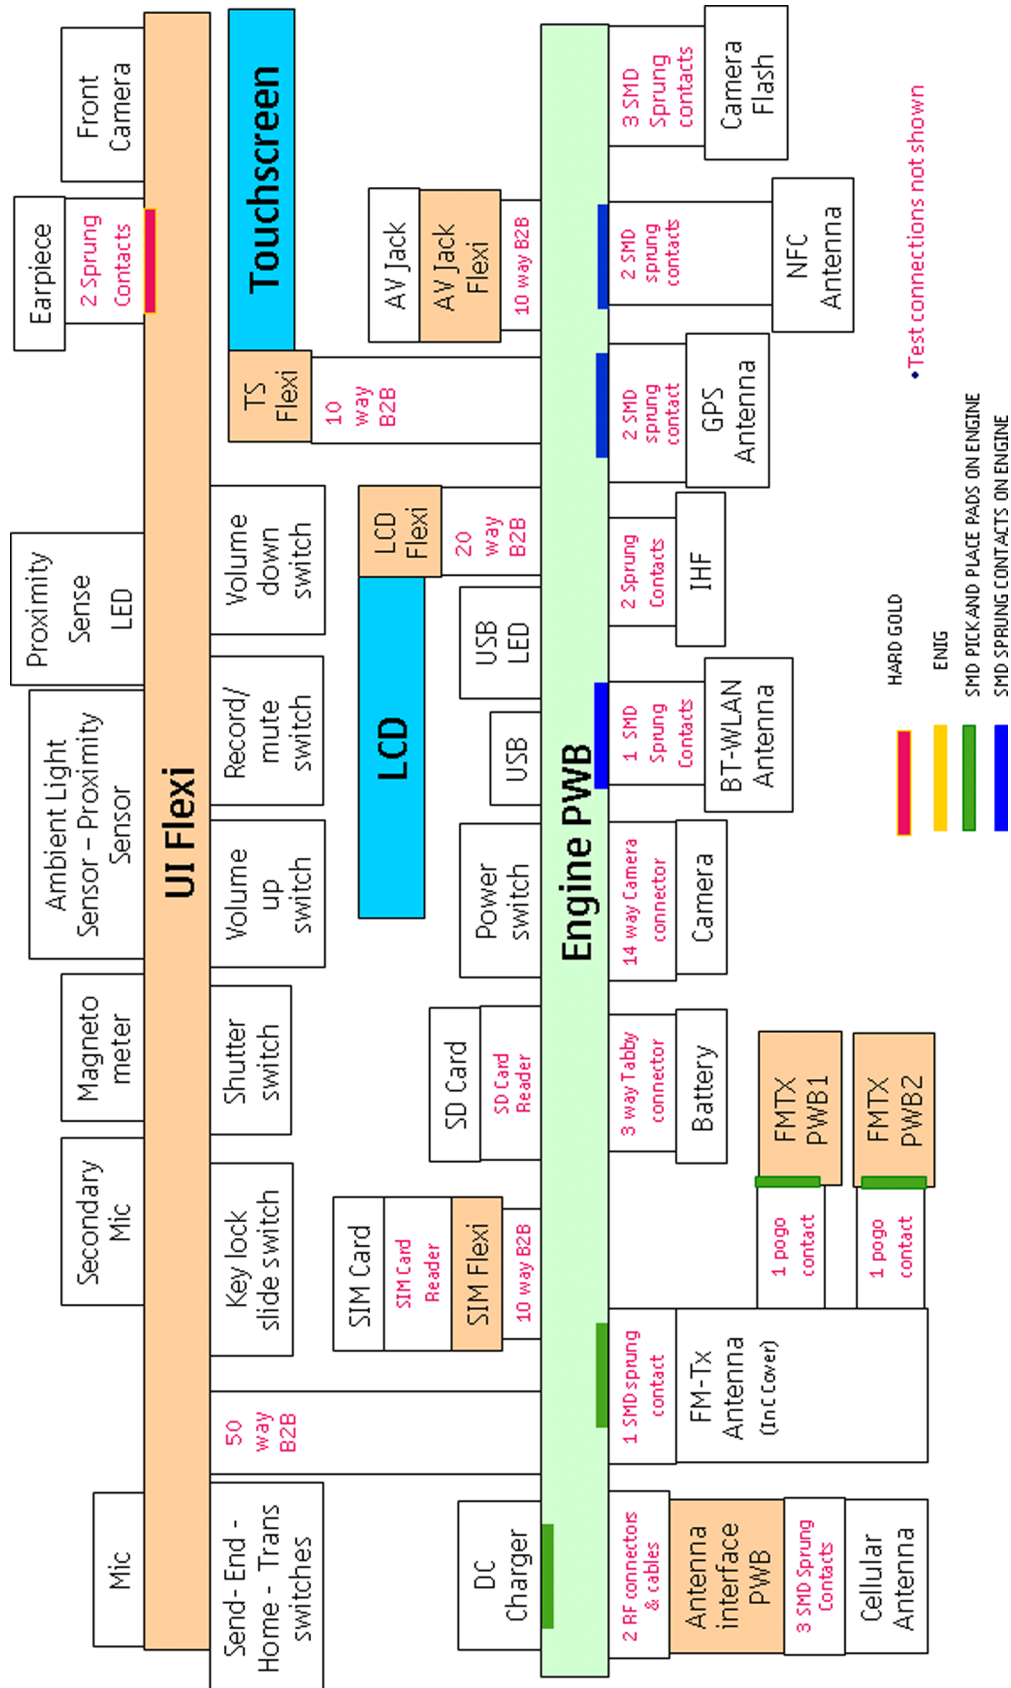 Mic
Secondary
Mic
Magneto
meter
Ambient Light
Sensor – Proximity
Sensor
Proximity
Sense
LED
Earpiece
2 Sprung
Contacts
Front
Camera
UI Flexi
Send - End -
Home - Trans
switches
50
way
B2B
Key lock
slide switch
Shutter
switch
Volume
up
switch
Record/
mute
switch
Volume
down
switch
TS
Flexi
10
way
B2B
Touchscreen
SIM Card
SIM Card
Reader
SIM Flexi
10 way B2B
SD Card
SD Card
Reader
LCD
LCD
Flexi
20
way
B2B
AV Jack
AV Jack
Flexi
10 way B2B
DC
Charger
Power
switch
USB
USB
LED
Engine PWB
2 RF connectors
& cables
Antenna
interface
PWB
3 SMD Sprung
Contacts
Cellular
Antenna
1 SMD sprung
contact
FM-Tx
Antenna
(In C Cover)
1 pogo
contact
FMTX
PWB1
1 pogo
contact
FMTX
PWB2
3 way Tabby
connector
Battery
14 way Camera
connector
Camera
1 SMD
Sprung
Contacts
BT-WLAN
Antenna
2 Sprung
Contacts
IHF
2 SMD
sprung
contact
GPS
Antenna
2 SMD
sprung
contacts
NFC
Antenna
3 SMD
Sprung
contacts
Camera
Flash
HARD GOLD
ENIG
SMD PICK AND PLACE PADS ON ENGINE
SMD SPRUNG CONTACTS ON ENGINE
• Test connections not shown